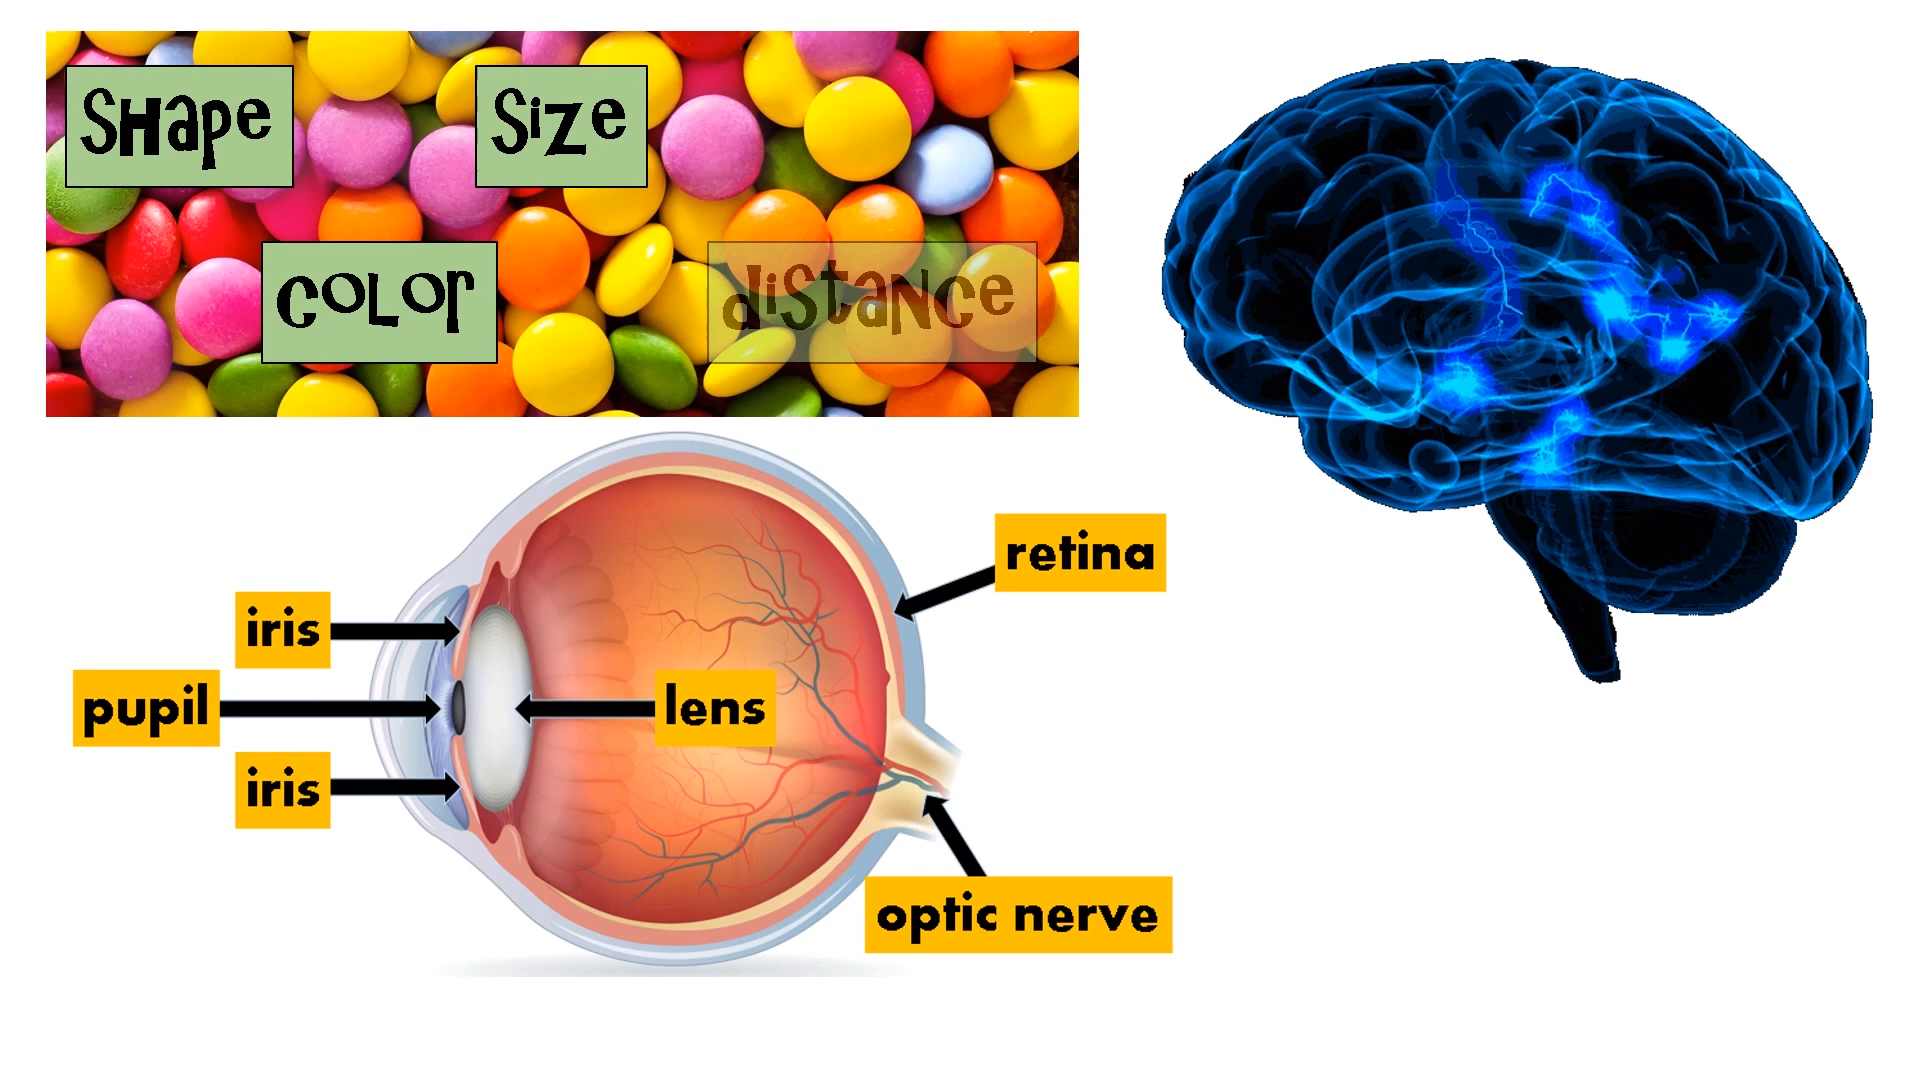 Shape
Size
color
distance
retina
iris
pupil
lens
iris
optic nerve